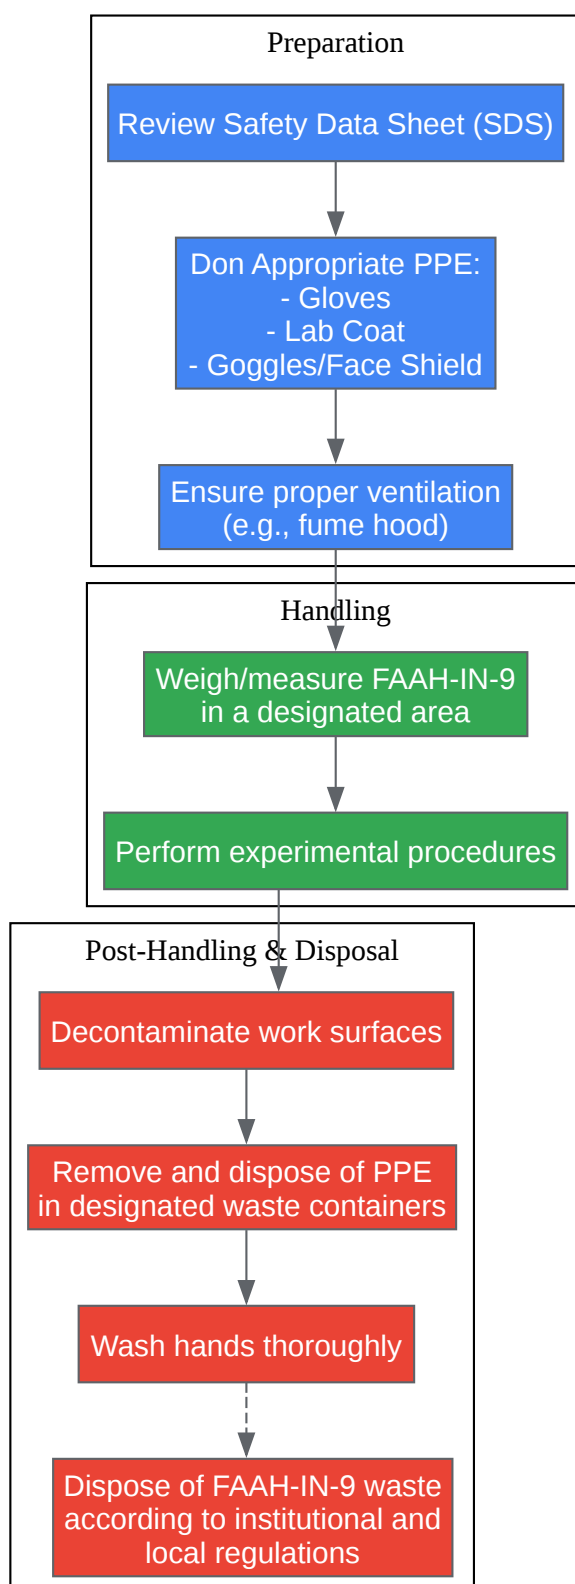 Preparation
Review Safety Data Sheet (SDS)
Don Appropriate PPE:
- Gloves
- Lab Coat
- Goggles/Face Shield
Ensure proper ventilation
(e.g., fume hood)
Handling
Weigh/measure FAAH-IN-9
in a designated area
Perform experimental procedures
Post-Handling & Disposal
Decontaminate work surfaces
Remove and dispose of PPE
in designated waste containers
Wash hands thoroughly
Dispose of FAAH-IN-9 waste
according to institutional and
local regulations